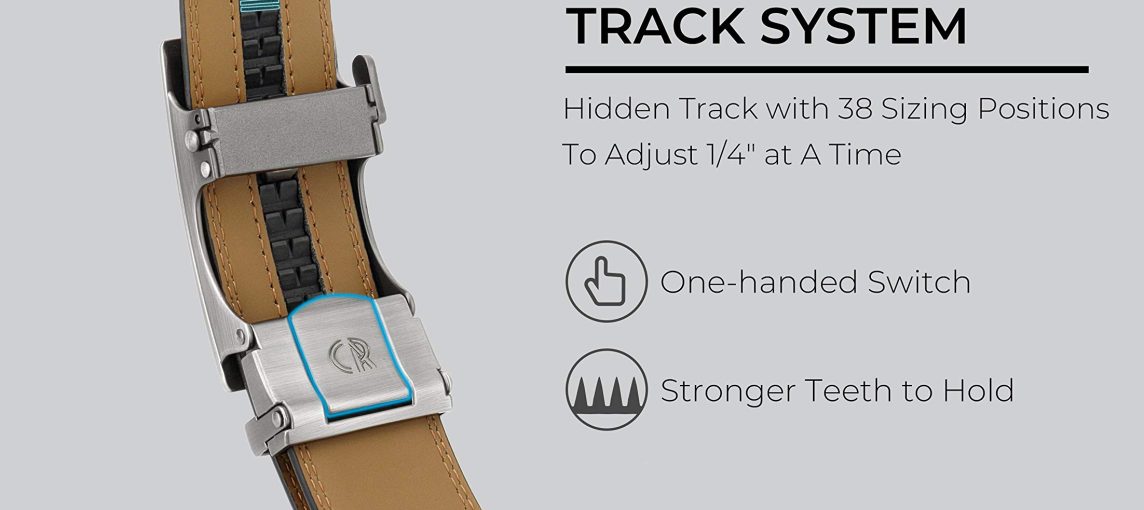 TRACK SYSTEM
Hidden Track with 38 Sizing Positions
To Adjust 1/4" at A Time
One-handed Switch
Stronger Teeth to Hold
CR